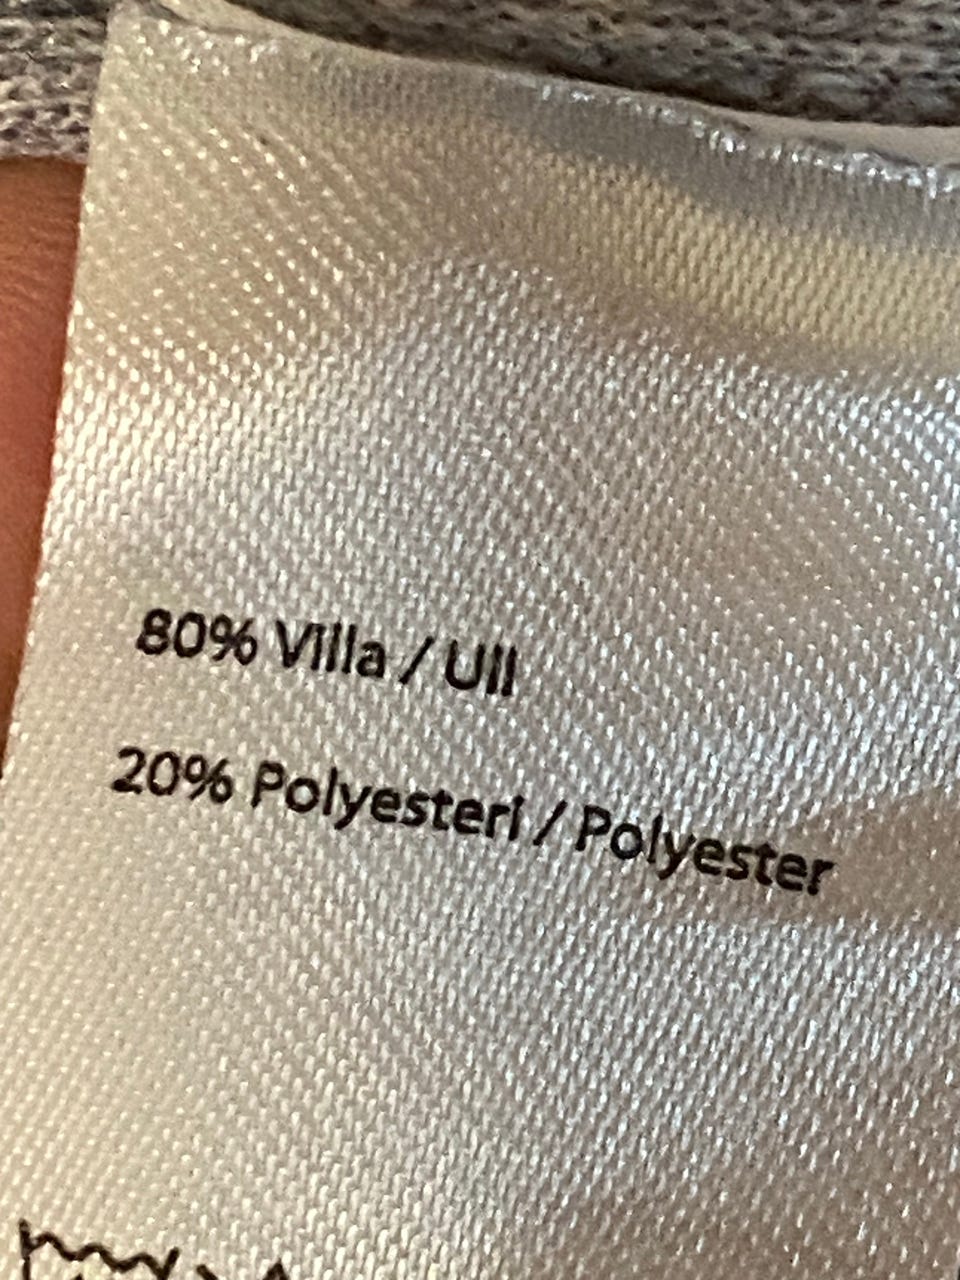 80% Villa / Ull
20% Polyesteri / Polyester